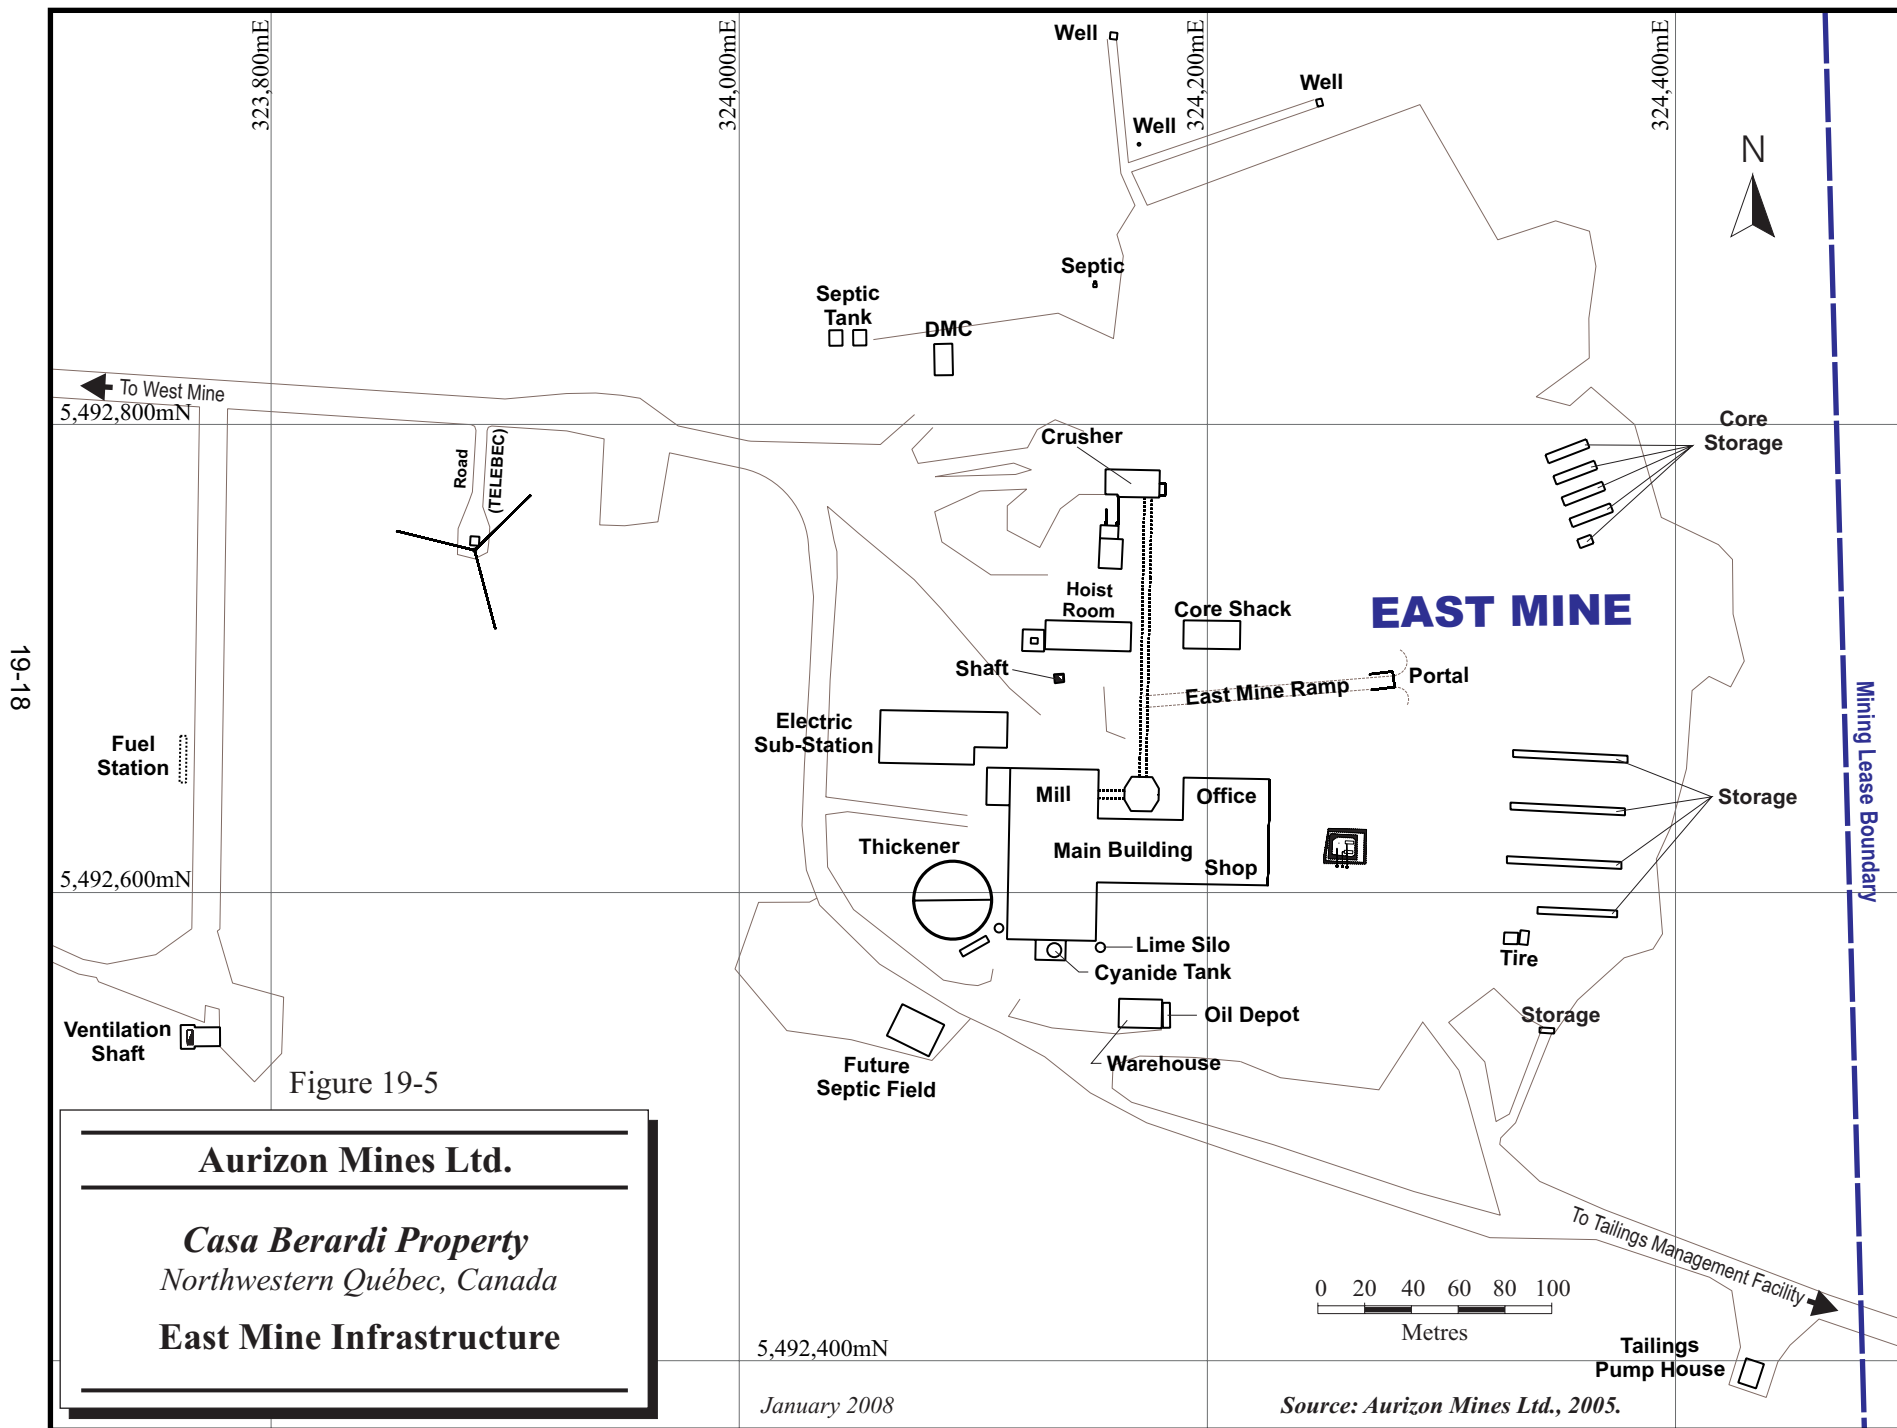 323,800mE
324,000mE
324,200mE
324,400mE
Well
Well
Well
N
Septic
Septic
Tank
DMC
To West Mine
5,492,800mN
Road
(TELEBEC)
Crusher
Core
Storage
Hoist
Room
Core Shack
EAST MINE
Shaft
East Mine Ramp
Portal
Electric
Sub-Station
Fuel
Station
Mill
Office
Storage
Mining Lease Boundary
Thickener
Main Building
Shop
5,492,600mN
Lime Silo
Cyanide Tank
Tire
Oil Depot
Storage
Ventilation
Shaft
Warehouse
Future
Septic Field
19-18
Figure 19-5
Aurizon Mines Ltd.
Casa Berardi Property
Northwestern Québec, Canada
East Mine Infrastructure
To Tailings Management Facility
0 20 40 60 80 100
Metres
5,492,400mN
Tailings
Pump House
January 2008
Source: Aurizon Mines Ltd., 2005.